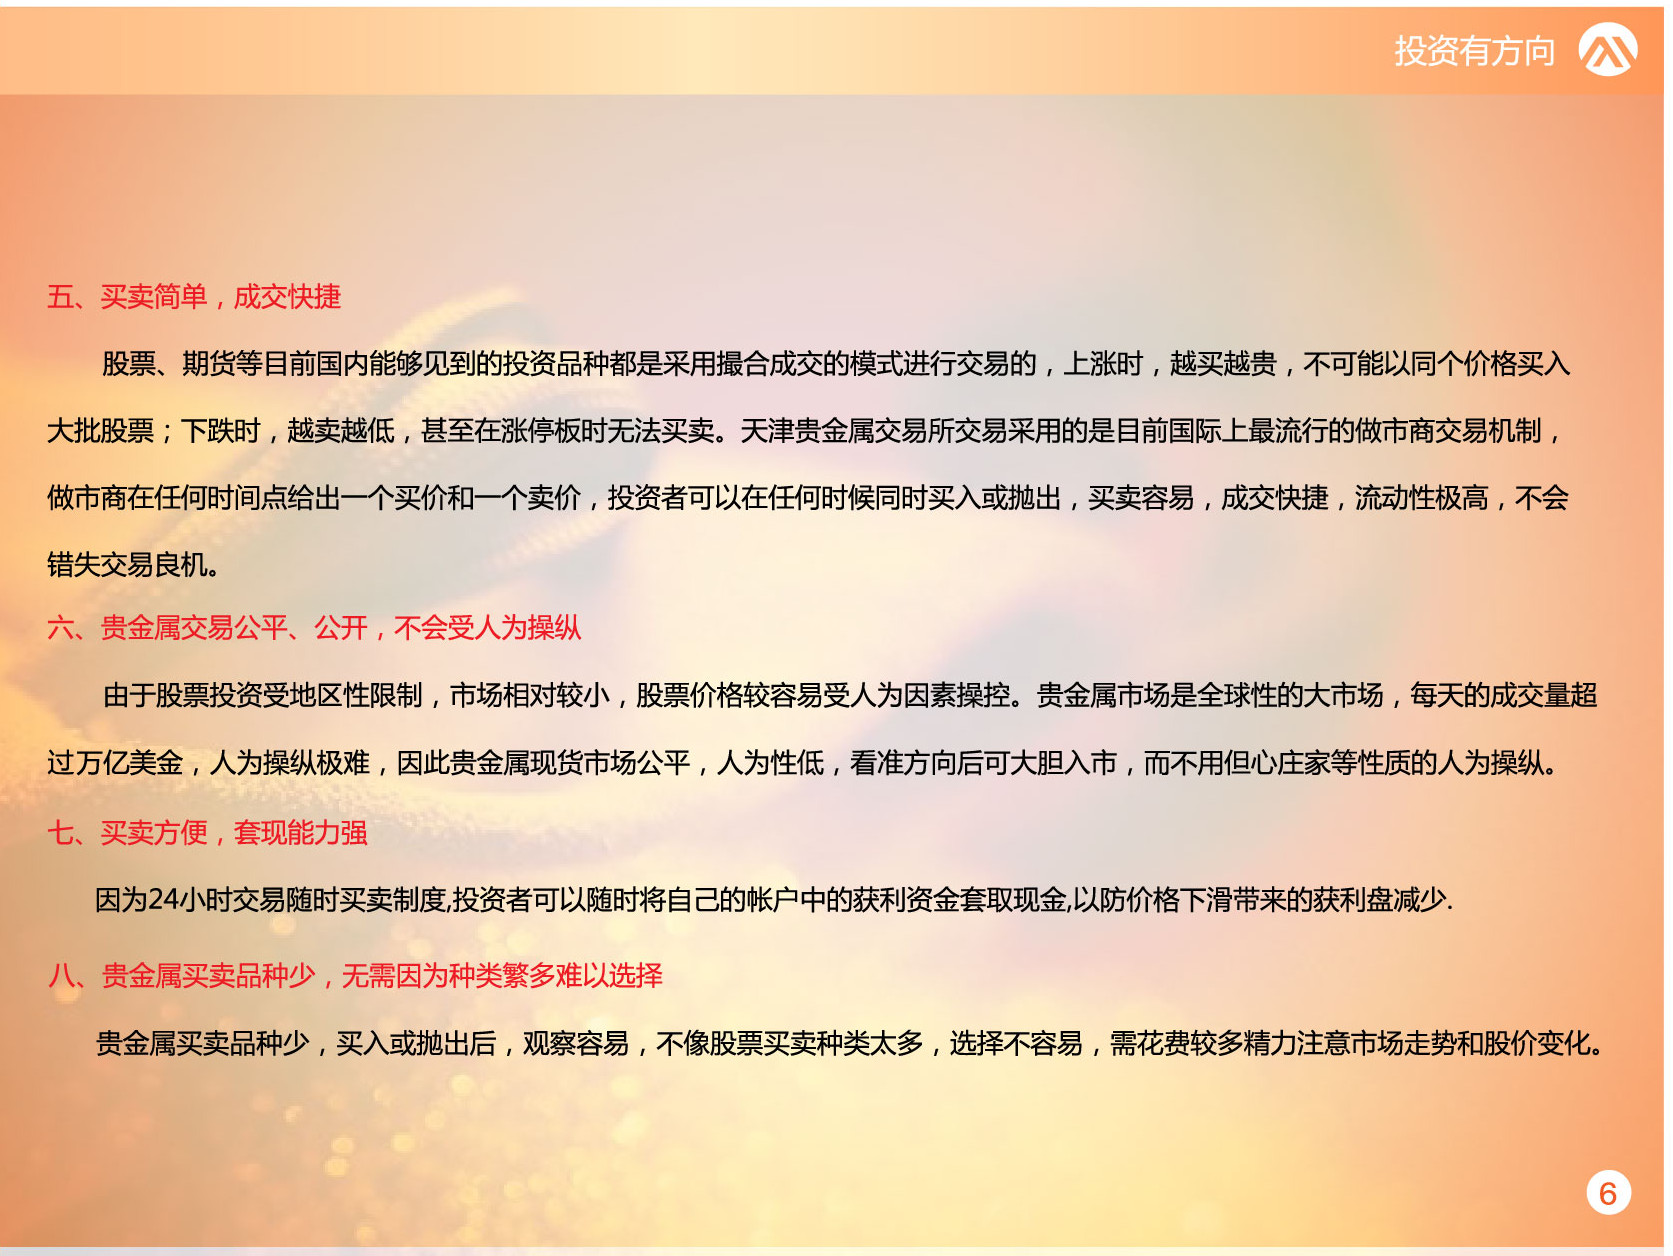 投资有方向
五、买卖简单，成交快捷
股票、期货等目前国内能够见到的投资品种都是采用撮合成交的模式进行交易的，上涨时，越买越贵，不可能以同个价格买入
大批股票；下跌时，越卖越低，甚至在涨停板时无法买卖。天津贵金属交易所交易采用的是目前国际上最流行的做市商交易机制，
做市商在任何时间点给出一个买价和一个卖价，投资者可以在任何时候同时买入或抛出，买卖容易，成交快捷，流动性极高，不会
错失交易良机。
六、贵金属交易公平、公开，不会受人为操纵
由于股票投资受地区性限制，市场相对较小，股票价格较容易受人为因素操控。贵金属市场是全球性的大市场，每天的成交量超
过万亿美金，人为操纵极难，因此贵金属现货市场公平，人为性低，看准方向后可大胆入市，而不用但心庄家等性质的人为操纵。
七、买卖方便，套现能力强
因为24小时交易随时买卖制度,投资者可以随时将自己的帐户中的获利资金套取现金,以防价格下滑带来的获利盘减少.
八、贵金属买卖品种少，无需因为种类繁多难以选择
贵金属买卖品种少，买入或抛出后，观察容易，不像股票买卖种类太多，选择不容易，需花费较多精力注意市场走势和股价变化。
6